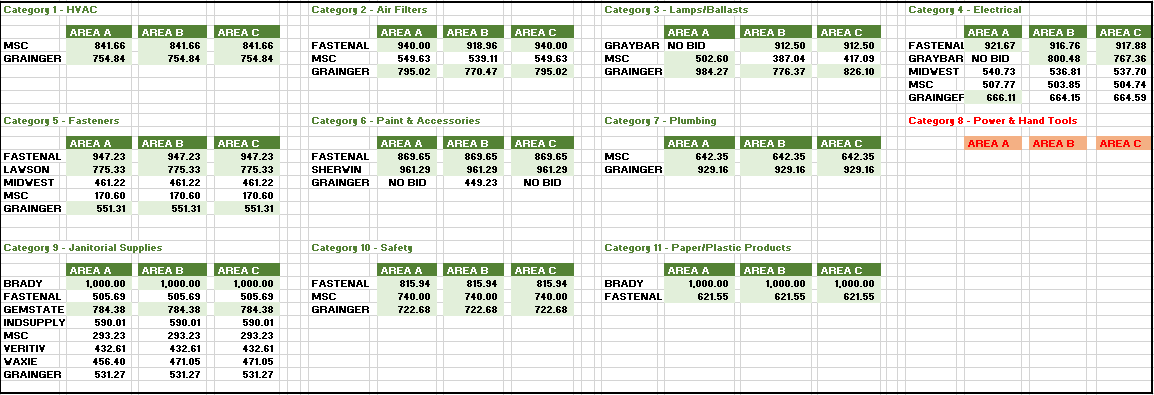 Category 1 - HVAC
AREA A AREA B AREA C
MSC 841.66 841.66 841.66
GRAINGER 754.84 754.84 754.84
Category 2 - Air Filters
AREA A AREA B AREA C
FASTENAL 940.00 918.96 940.00
MSC 549.63 539.11 549.63
GRAINGER 795.02 770.47 795.02
Category 3 - Lamps/Ballasts
AREA A AREA B AREA C
GRAYBAR NO BID 912.50 912.50
MSC 502.60 387.04 417.09
GRAINGER 984.27 776.37 826.10
Category 4 - Electrical
AREA A AREA B AREA C
FASTENAL 921.67 916.76 917.88
GRAYBAR NO BID 800.48 767.36
MIDWEST 540.73 536.81 537.70
MSC 507.77 503.85 504.74
GRAINGER 666.11 664.15 664.59
Category 5 - Fasteners
AREA A AREA B AREA C
FASTENAL 947.23 947.23 947.23
LAWSON 775.33 775.33 775.33
MIDWEST 461.22 461.22 461.22
MSC 170.60 170.60 170.60
GRAINGER 551.31 551.31 551.31
Category 6 - Paint & Accessories
AREA A AREA B AREA C
FASTENAL 869.65 869.65 869.65
SHERWIN 961.29 961.29 961.29
GRAINGER NO BID 449.23 NO BID
Category 7 - Plumbing
AREA A AREA B AREA C
MSC 642.35 642.35 642.35
GRAINGER 929.16 929.16 929.16
Category 8 - Power & Hand Tools
AREA A AREA B AREA C
Category 9 - Janitorial Supplies
AREA A AREA B AREA C
BRADY 1,000.00 1,000.00 1,000.00
FASTENAL 505.69 505.69 505.69
GEMSTATE 784.38 784.38 784.38
INDSUPPLY 590.01 590.01 590.01
MSC 293.23 293.23 293.23
VERITIV 432.61 432.61 432.61
WAXIE 456.40 471.05 471.05
GRAINGER 531.27 531.27 531.27
Category 10 - Safety
AREA A AREA B AREA C
FASTENAL 815.94 815.94 815.94
MSC 740.00 740.00 740.00
GRAINGER 722.68 722.68 722.68
Category 11 - Paper/Plastic Products
AREA A AREA B AREA C
BRADY 1,000.00 1,000.00 1,000.00
FASTENAL 621.55 621.55 621.55